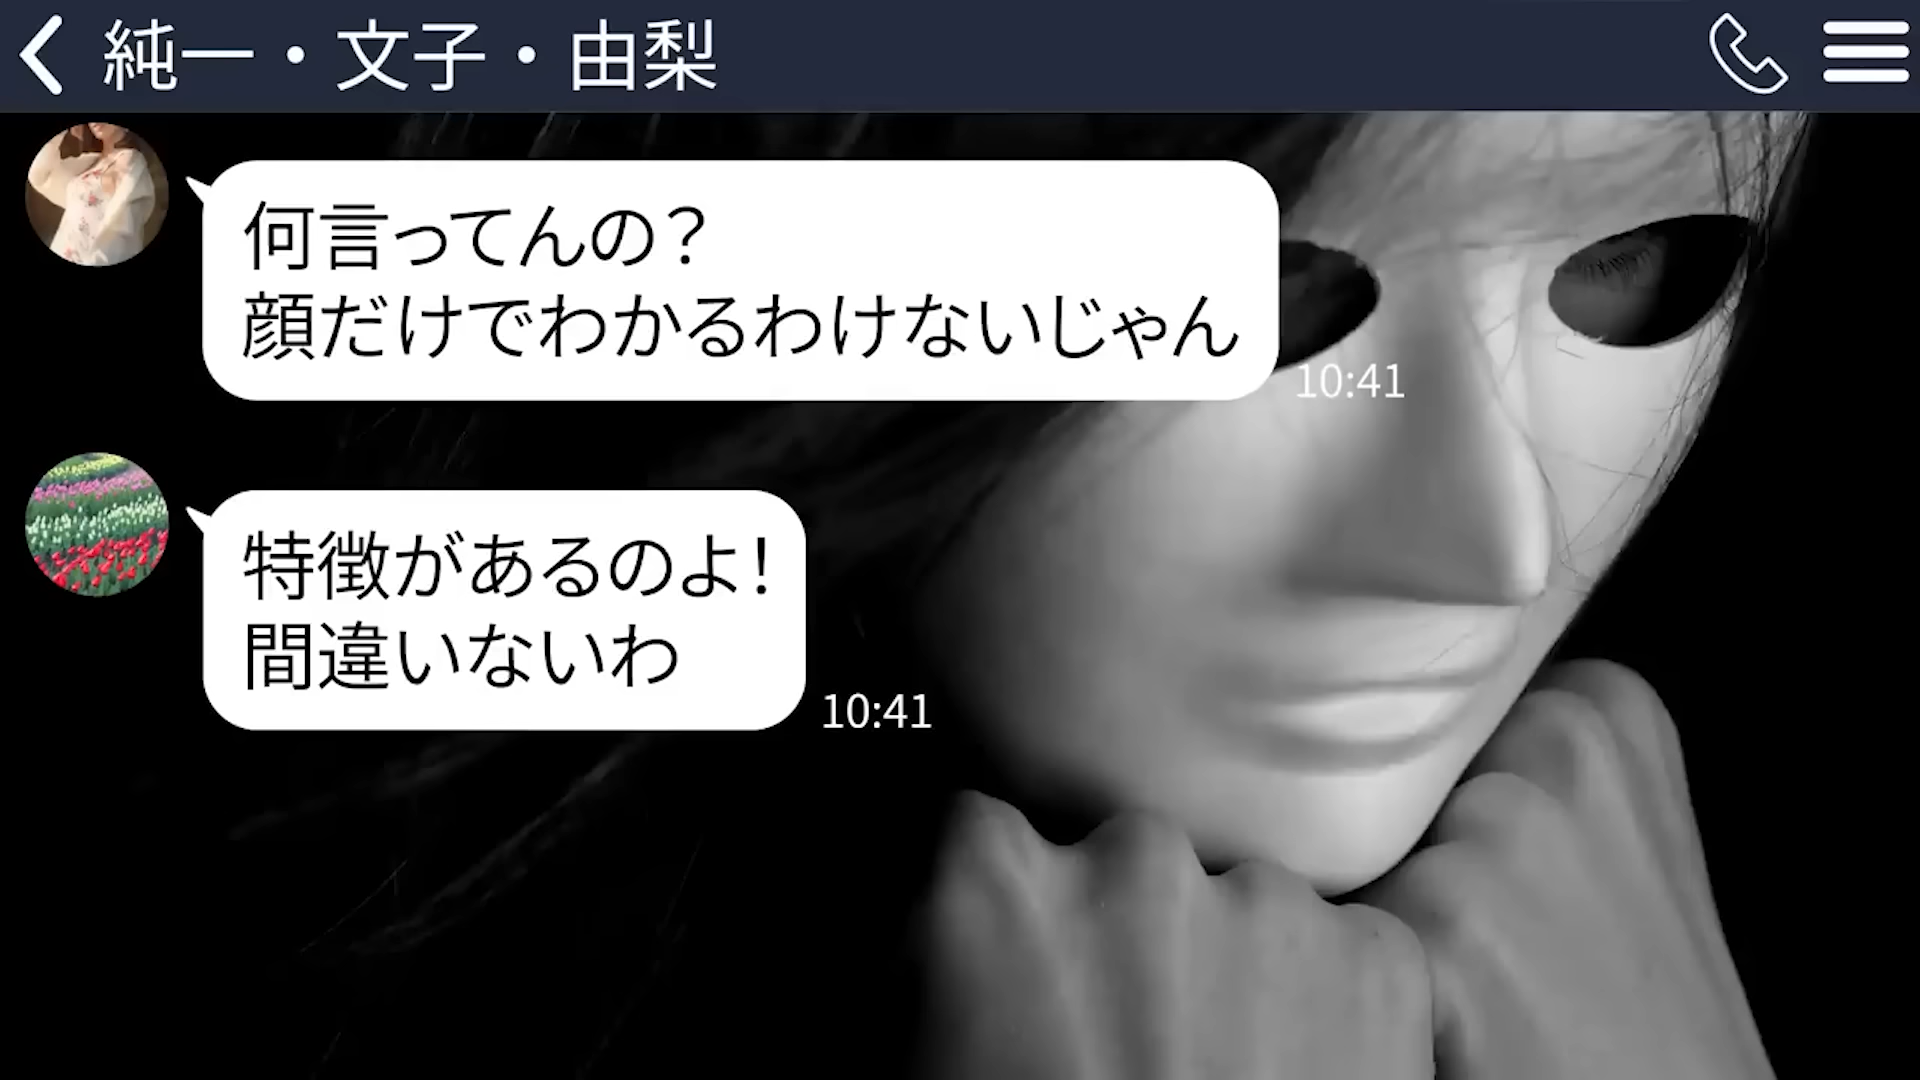 純一・文子・由梨
何言ってんの？
顔だけでわかるわけないじゃん
10:41
特徴があるのよ！
間違いないわ
10:41